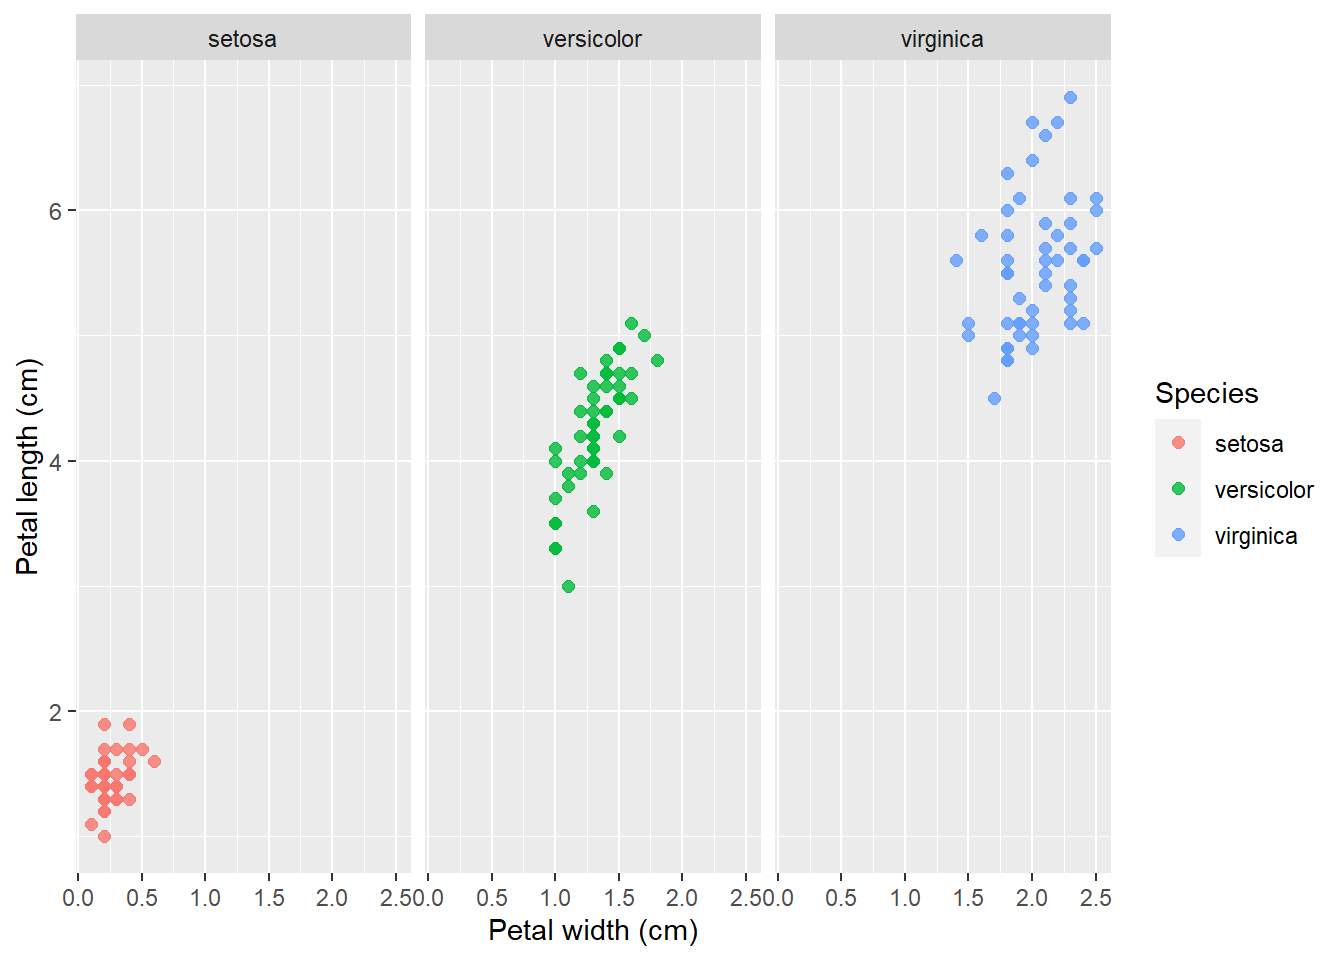 setosa versicolor virginica
6
4
2
Petal length (cm)
0.0 0.5 1.0 1.5 2.0 2.5 0.0 0.5 1.0 1.5 2.0 2.5 0.0 0.5 1.0 1.5 2.0 2.5
Petal width (cm)
Species
setosa
versicolor
virginica